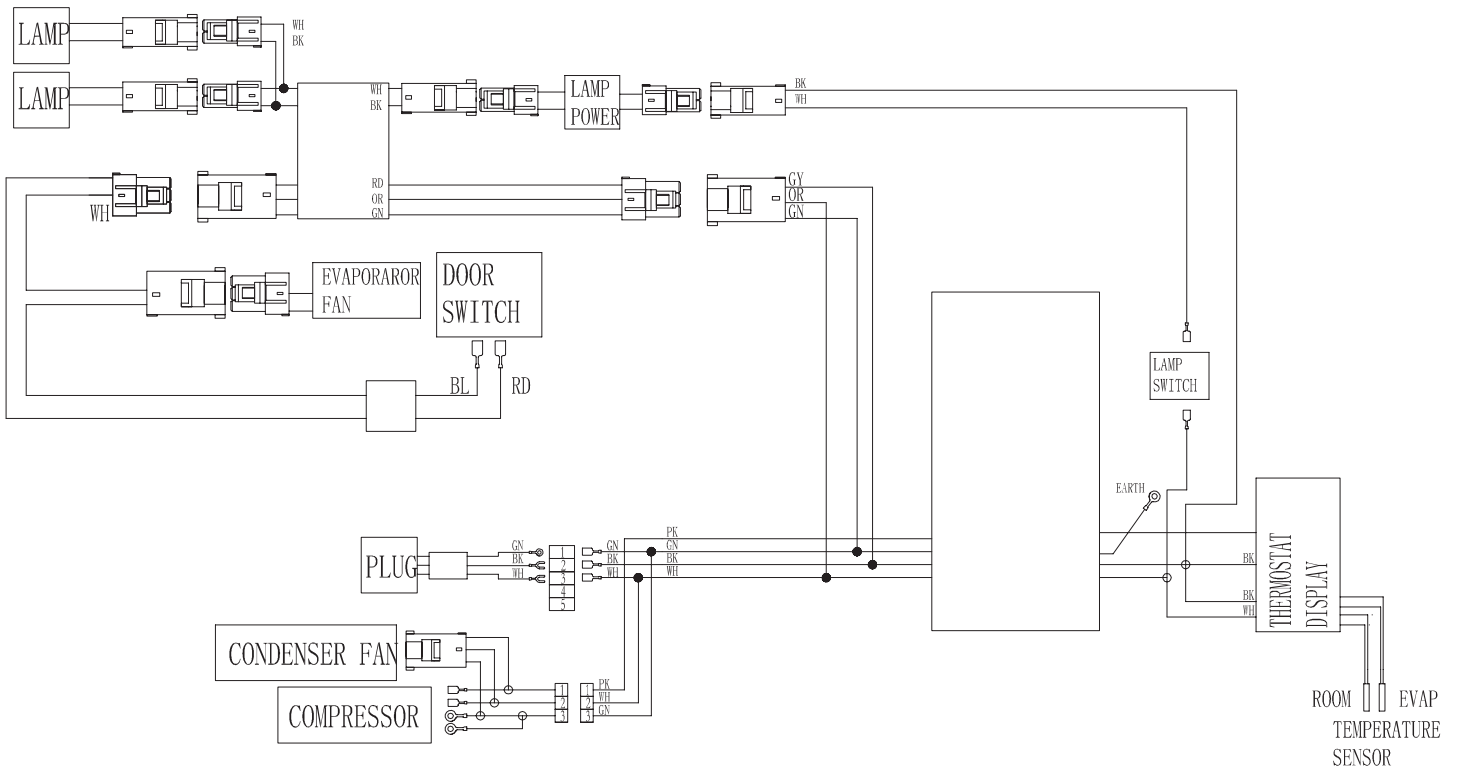 LAMP
WH
BK
LAMP
WH
BK
LAMP
POWER
BK
WH
WH
RD
OR
GN
GY
OR
GN
EVAPORAROR
FAN
DOOR
SWITCH
BL
RD
LAMP
SWITCH
EARTH
PLUG
GN
BK
WH
1
2
3
4
5
GN
BK
WH
PK
GN
BK
WH
BK
BK
WH
THERMOSTAT
DISPLAY
CONDENSER FAN
COMPRESSOR
1
2
3
1
2
3
PK
WH
GN
ROOM
EVAP
TEMPERATURE
SENSOR